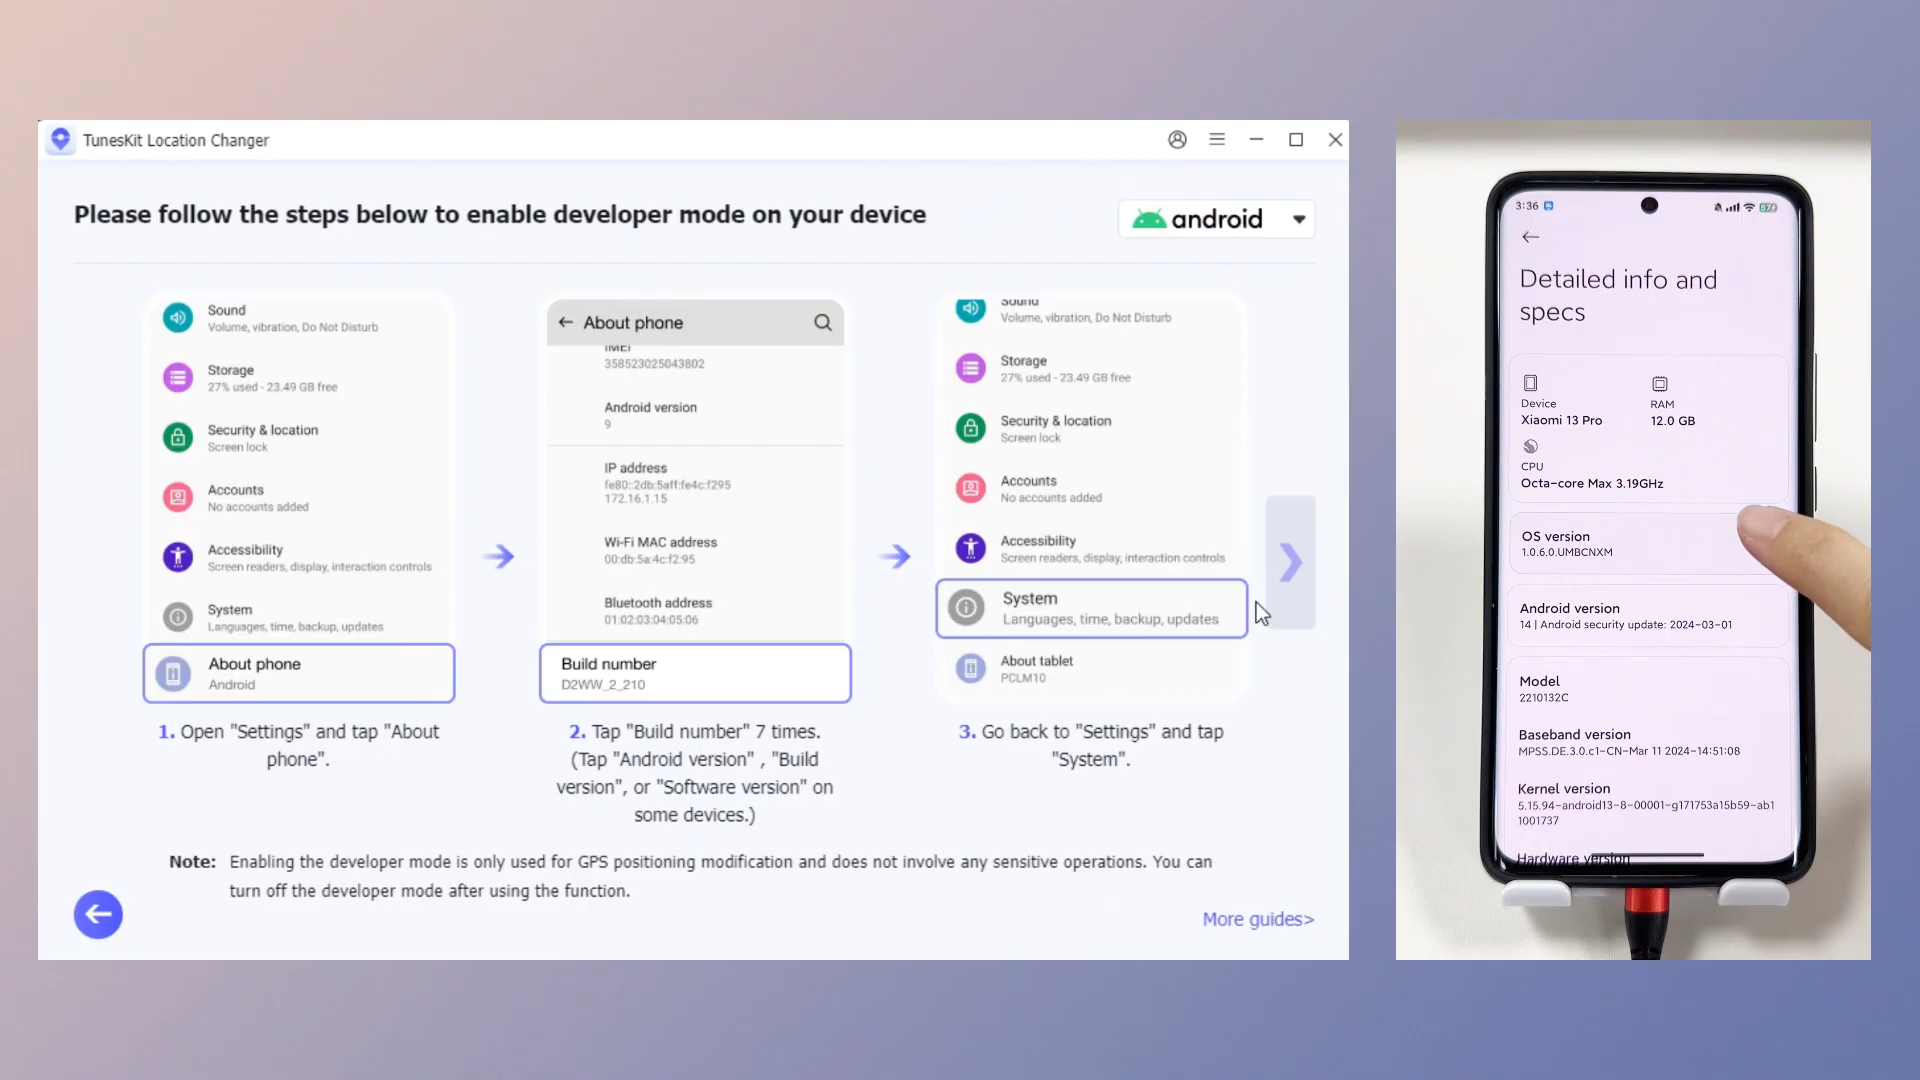 TunesKit Location Changer
Please follow the steps below to enable developer mode on your device
android
Sound
Volume, vibration, Do Not Disturb
Storage
27% used - 23.49 GB free
Security & location
Screen lock
Accounts
No accounts added
Accessibility
Screen readers, display, interaction controls
System
Languages, time, backup, updates
About phone
Android
1. Open "Settings" and tap "About
phone".
About phone
IMEI
358523025043802
Android version
9
IP address
fe80::2db:5aff:fe4c:f295
172.16.1.15
Wi-Fi MAC address
00:db:5a:4c:f2:95
Bluetooth address
01:02:03:04:05:06
Build number
D2WW_2_210
2. Tap "Build number" 7 times.
(Tap "Android version" , "Build
version", or "Software version" on
some devices.)
Sound
Volume, vibration, Do Not Disturb
Storage
27% used - 23.49 GB free
Security & location
Screen lock
Accounts
No accounts added
Accessibility
Screen readers, display, interaction controls
System
Languages, time, backup, updates
About tablet
PCLM10
3. Go back to "Settings" and tap
"System".
Note: Enabling the developer mode is only used for GPS positioning modification and does not involve any sensitive operations. You can
turn off the developer mode after using the function.
More guides>
3:36
Detailed info and
specs
Device
Xiaomi 13 Pro
RAM
12.0 GB
CPU
Octa-core Max 3.19GHz
OS version
1.0.6.0.UMBCNXM
Android version
14 | Android security update: 2024-03-01
Model
2210132C
Baseband version
MPSS.DE.3.0.c1-CN-Mar 11 2024-14:51:08
Kernel version
5.15.94-android13-8-00001-g171753a15b59-ab1
1001737
Hardware version